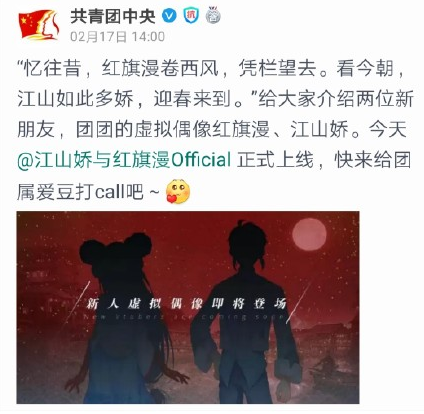 共青团中央
02月17日 14:00
“忆往昔，红旗漫卷西风，凭栏望去。看今朝，
江山如此多娇，迎春来到。”给大家介绍两位新
朋友，团团的虚拟偶像红旗漫、江山娇。今天
@江山娇与红旗漫Official 正式上线，快来给团
属爱豆打call吧～
新人虚拟偶像即将登场
New vtubers are coming soon